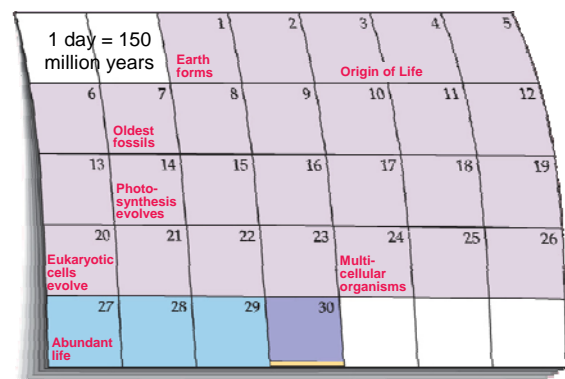 1 day = 150
million years
1 2 3 4 5
Earth
forms
Origin of Life
6 7 8 9 10 11 12
Oldest
fossils
13 14 15 16 17 18 19
Photo-
synthesis
evolves
20 21 22 23 24 25 26
Eukaryotic
cells
evolve
Multi-
cellular
organisms
27 28 29 30
Abundant
life